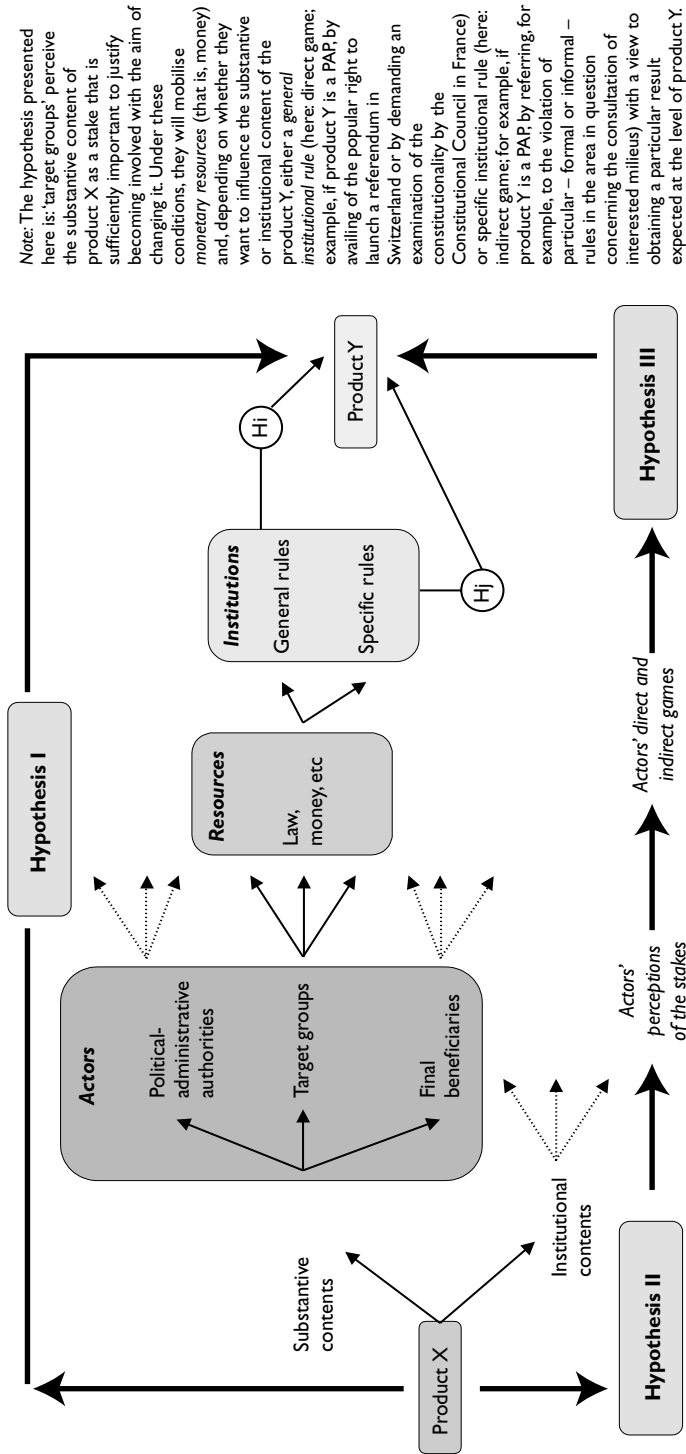 Hypothesis I
Actors
Political-
administrative
authorities
Target groups
Final
beneficiaries
Resources
Law,
money, etc
Institutions
General rules
Specific rules
Hi
Hj
Product Y
Substantive
contents
Product X
Institutional
contents
Hypothesis II
Actors'
perceptions
of the stakes
Actors' direct and
indirect games
Hypothesis III
Note: The hypothesis presented
here is: 'target groups' perceive
the substantive content of
product X as a stake that is
sufficiently important to justify
becoming involved with the aim of
changing it. Under these
conditions, they will mobilise
monetary resources (that is, money)
and, depending on whether they
want to influence the substantive
or institutional content of the
product Y, either a general
institutional rule (here: direct game;
example, if product Y is a PAP, by
availing of the popular right to
launch a referendum in
Switzerland or by demanding an
examination of the
constitutionality by the
Constitutional Council in France)
or specific institutional rule (here:
indirect game; for example, if
product Y is a PAP, by referring, for
example, to the violation of
particular – formal or informal –
rules in the area in question
concerning the consultation of
interested milieus) with a view to
obtaining a particular result
expected at the level of product Y.